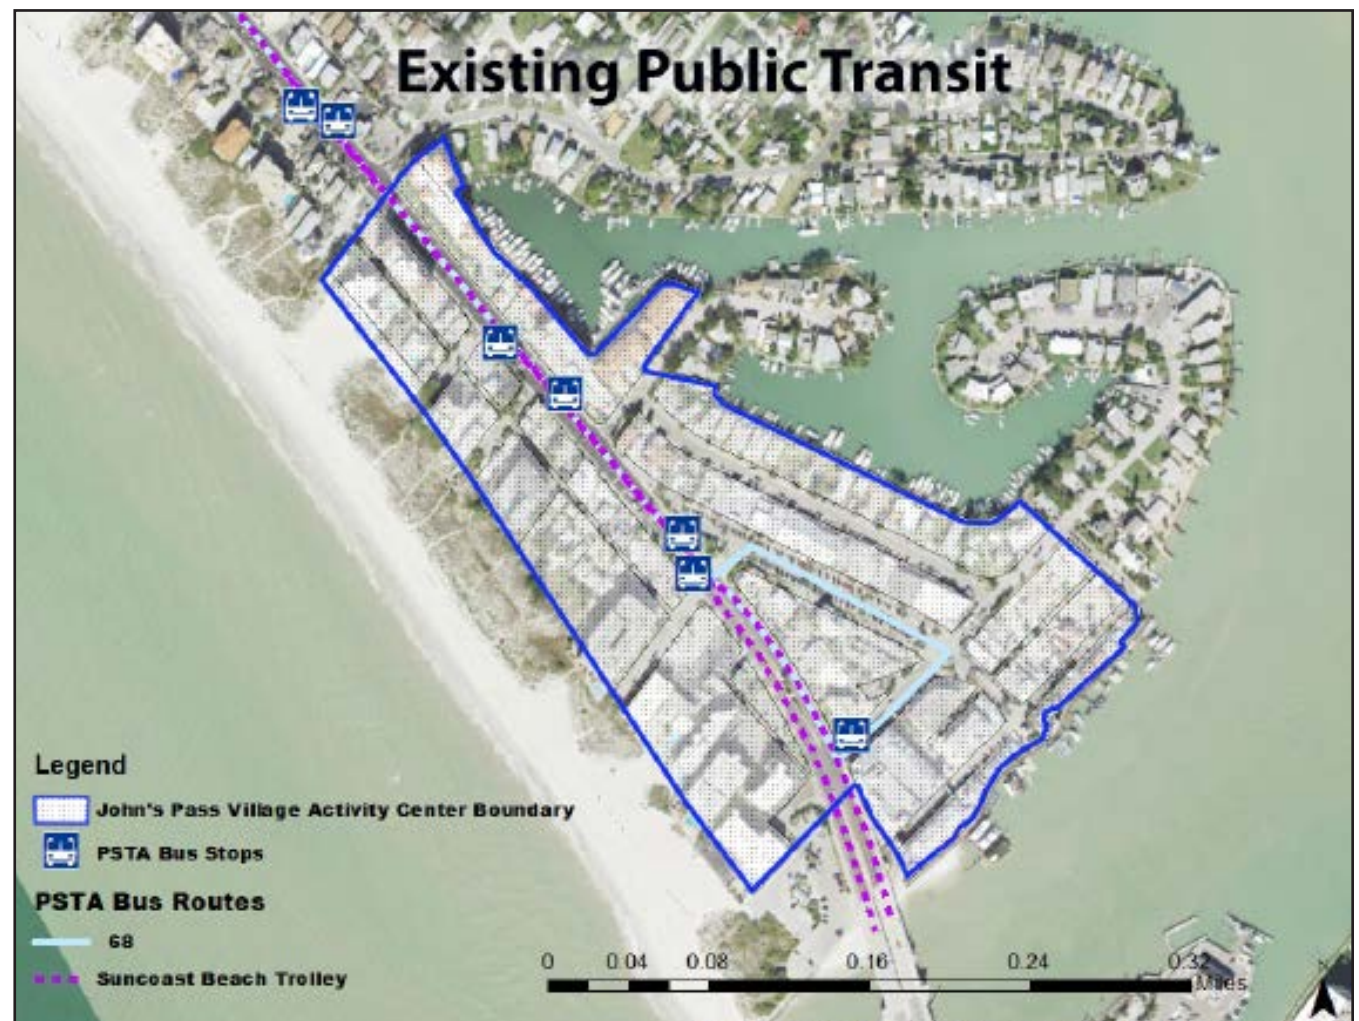 Existing Public Transit
Legend
John's Pass Village Activity Center Boundary
PSTA Bus Stops
PSTA Bus Routes
68
Suncoast Beach Trolley
0 0.04 0.08 0.16 0.24 0.32
Miles
N